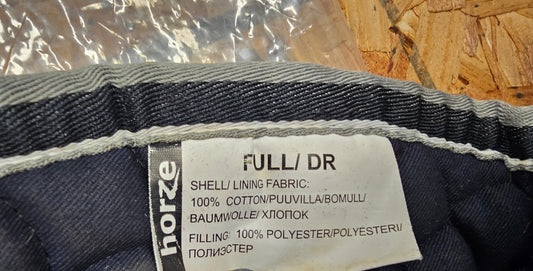 horze
FULL/ DR
SHELL/ LINING FABRIC:
100% COTTON/PUUVILLA/BOMULL/
BAUMWOLLE/ ХЛОПОК
FILLING: 100% POLYESTER/POLYESTERI/
ПОЛИЭСТЕР